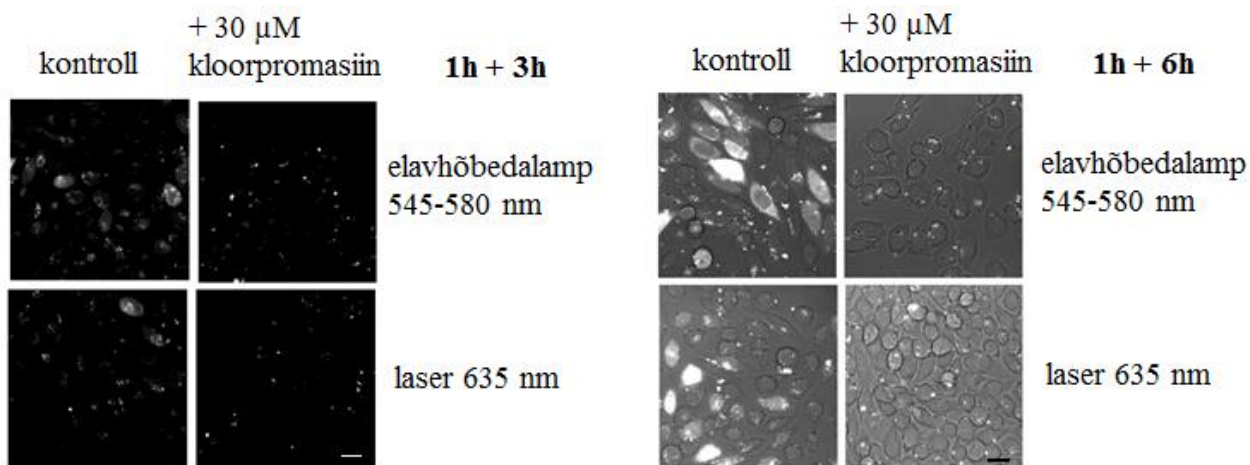 kontroll
+ 30 µM
kloorpromasiin
1h + 3h
elavhõbedalamp
545-580 nm
laser 635 nm
kontroll
+ 30 µM
kloorpromasiin
1h + 6h
elavhõbedalamp
545-580 nm
laser 635 nm